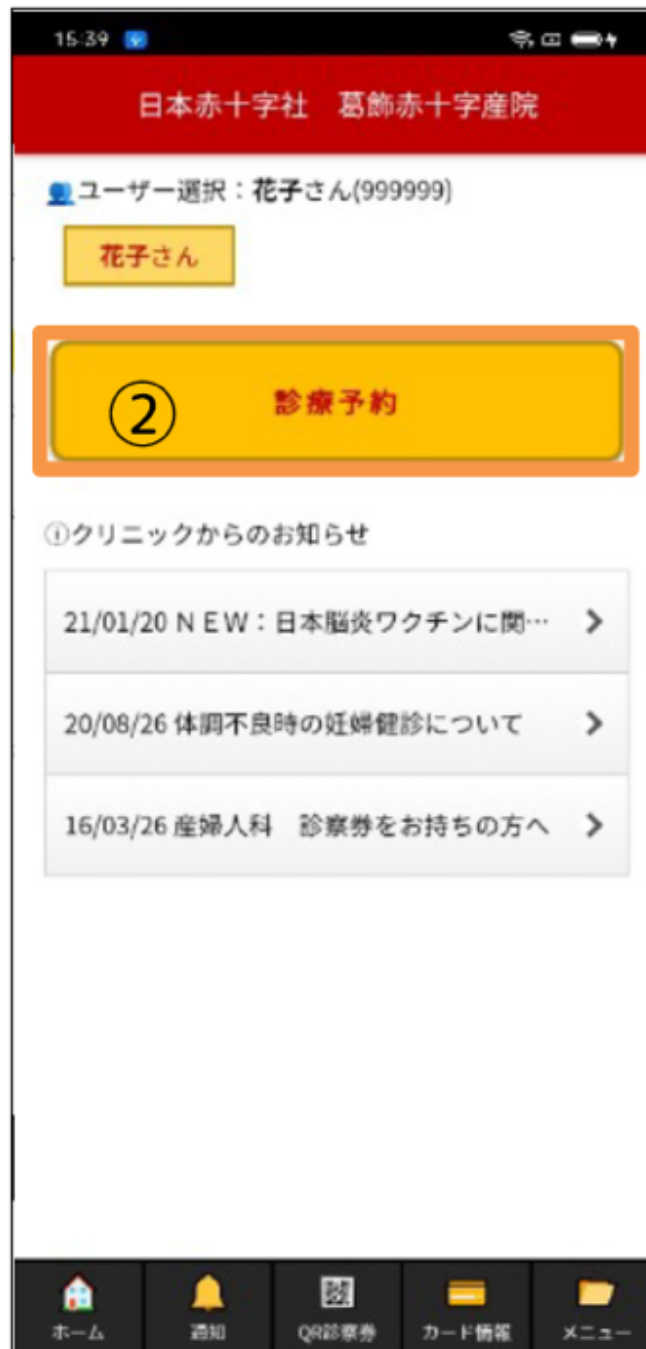 15:39
日本赤十字社　葛飾赤十字産院
ユーザー選択：花子さん(999999)
花子さん
②
診療予約
ⓘクリニックからのお知らせ
21/01/20 ＮＥＷ：日本脳炎ワクチンに関…
20/08/26 体調不良時の妊婦健診について
16/03/26 産婦人科　診察券をお持ちの方へ
ホーム
通知
QR診察券
カード情報
メニュー